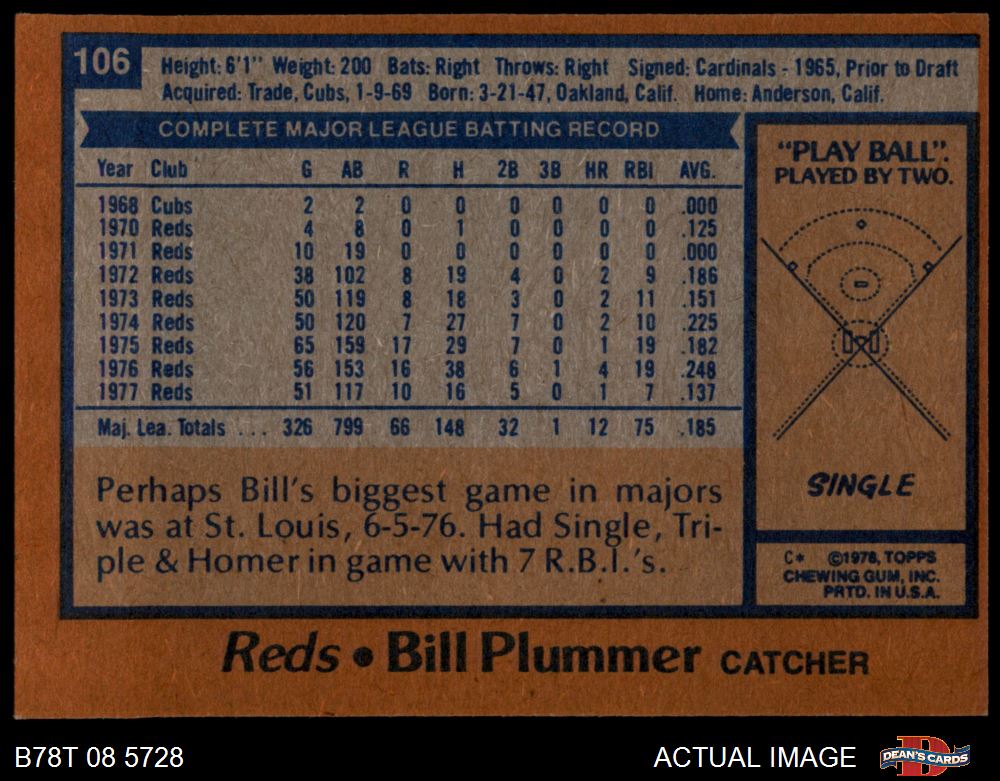 106
Height: 6'1" Weight: 200 Bats: Right Throws: Right Signed: Cardinals - 1965, Prior to Draft
Acquired: Trade, Cubs, 1-9-69 Born: 3-21-47, Oakland, Calif. Home: Anderson, Calif.
COMPLETE MAJOR LEAGUE BATTING RECORD
Year Club G AB R H 2B 3B HR RBI AVG.
1968 Cubs 2 2 0 0 0 0 0 0 .000
1970 Reds 4 8 0 1 0 0 0 0 .125
1971 Reds 10 19 0 0 0 0 0 0 .000
1972 Reds 38 102 8 19 4 0 2 9 .186
1973 Reds 50 119 8 18 3 0 2 11 .151
1974 Reds 50 120 7 27 7 0 2 10 .225
1975 Reds 65 159 17 29 7 0 1 19 .182
1976 Reds 56 153 16 38 6 1 4 19 .248
1977 Reds 51 117 10 16 5 0 1 7 .137
Maj. Lea. Totals ... 326 799 66 148 32 1 12 75 .185
Perhaps Bill's biggest game in majors
was at St. Louis, 6-5-76. Had Single, Tri-
ple & Homer in game with 7 R.B.I.'s.
"PLAY BALL".
PLAYED BY TWO.
SINGLE
C* ©1978, TOPPS
CHEWING GUM, INC.
PRTD. IN U.S.A.
Reds • Bill Plummer CATCHER
B78T 08 5728
ACTUAL IMAGE
DEAN'S CARDS